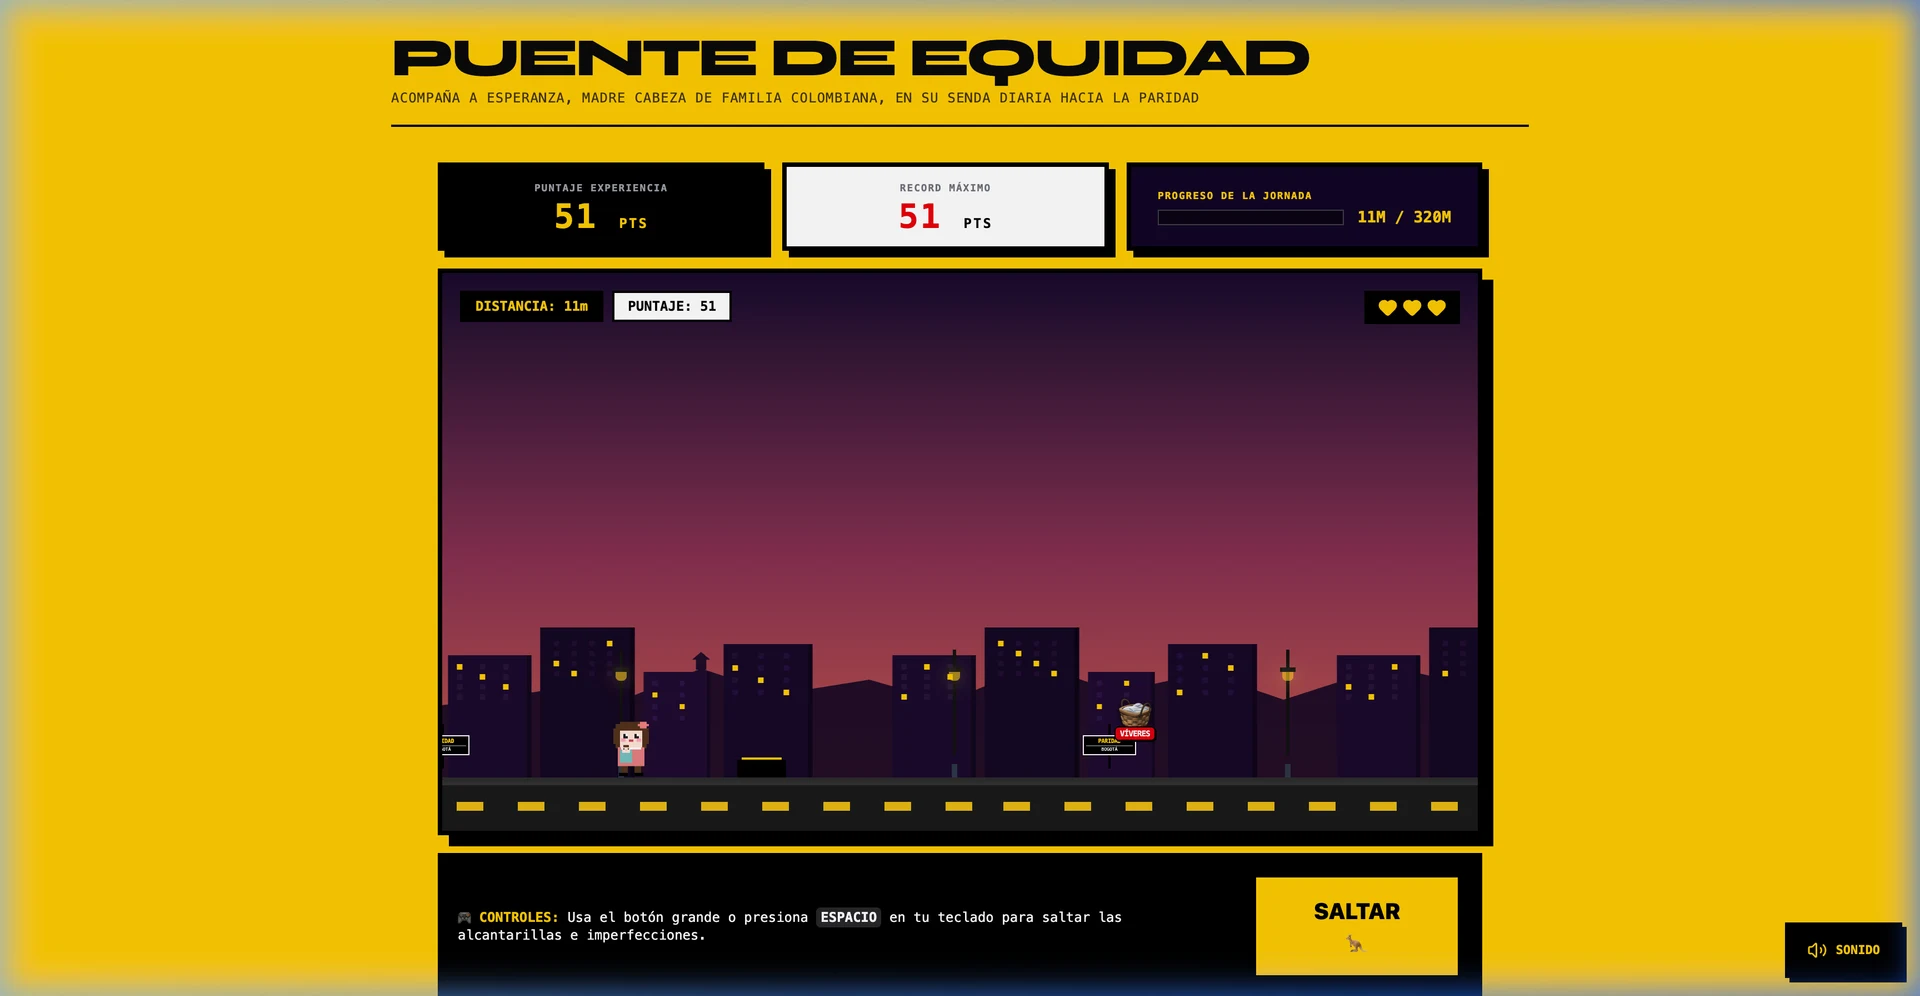 PUENTE DE EQUIDAD
ACOMPAÑA A ESPERANZA, MADRE CABEZA DE FAMILIA COLOMBIANA, EN SU SENDA DIARIA HACIA LA PARIDAD
PUNTAJE EXPERIENCIA
51 PTS
RECORD MÁXIMO
51 PTS
PROGRESO DE LA JORNADA
11M / 320M
DISTANCIA: 11m
PUNTAJE: 51
VÍVERES
BOGOTÁ
CONTROLES: Usa el botón grande o presiona ESPACIO en tu teclado para saltar las
alcantarillas e imperfecciones.
SALTAR
SONIDO